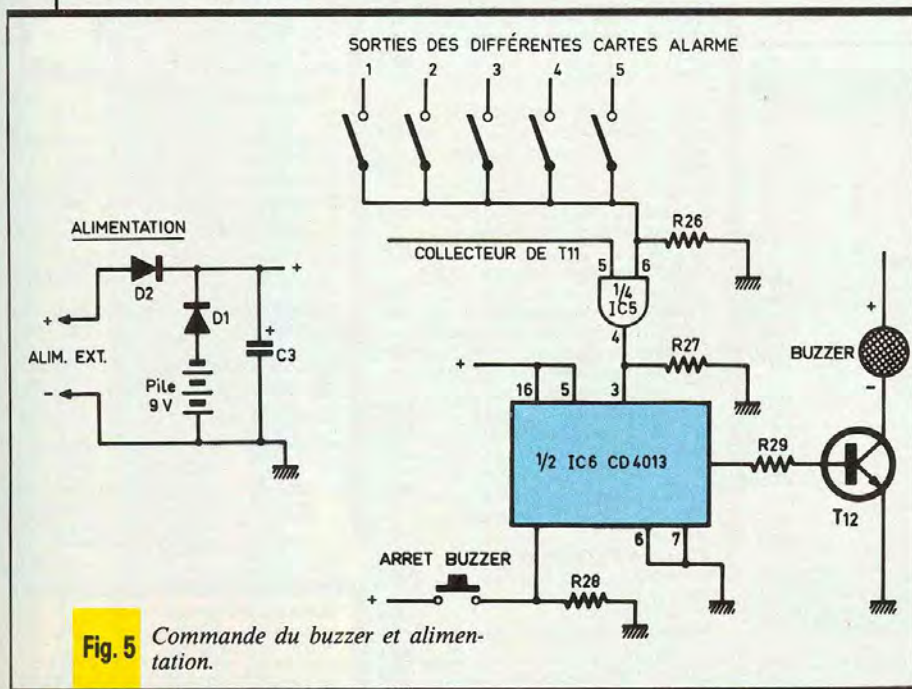 SORTIES DES DIFFÉRENTES CARTES ALARME
1 2 3 4 5
ALIMENTATION
D2
+
D1
+
C3
+
ALIM. EXT.
-
Pile
9 V
R26
COLLECTEUR DE T11
5 6
1/4
IC5
4
R27
+
16 5 3
1/2 IC6 CD 4013
R29
+
BUZZER
-
T12
6 7
ARRET BUZZER
+
R28
Fig. 5 Commande du buzzer et alimen-
tation.